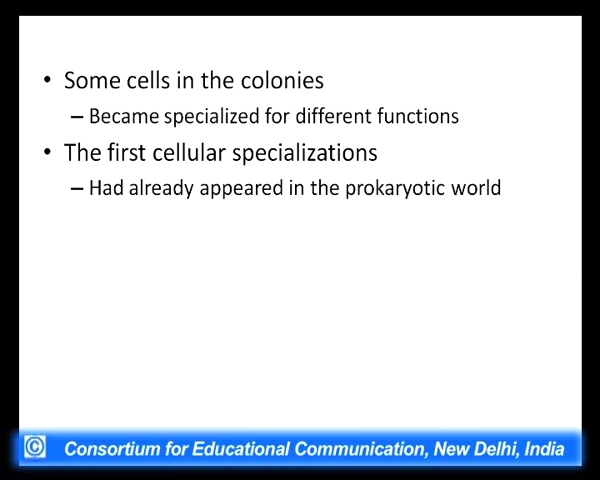 • Some cells in the colonies
– Became specialized for different functions
• The first cellular specializations
– Had already appeared in the prokaryotic world
© Consortium for Educational Communication, New Delhi, India